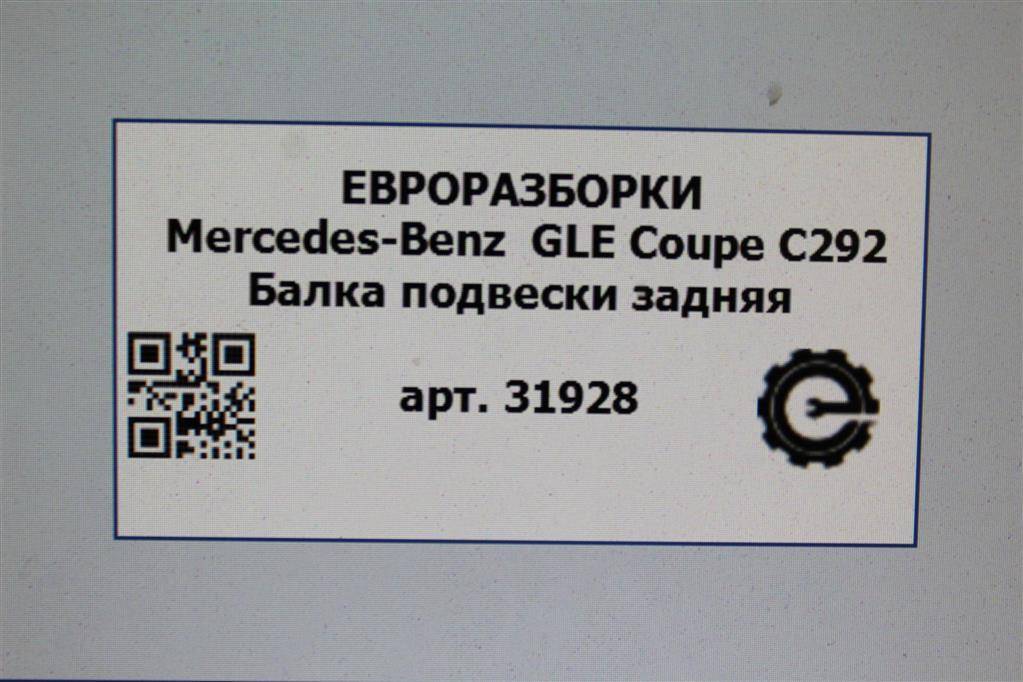 ЕВРОРАЗБОРКИ
Mercedes-Benz GLE Coupe C292
Балка подвески задняя
арт. 31928